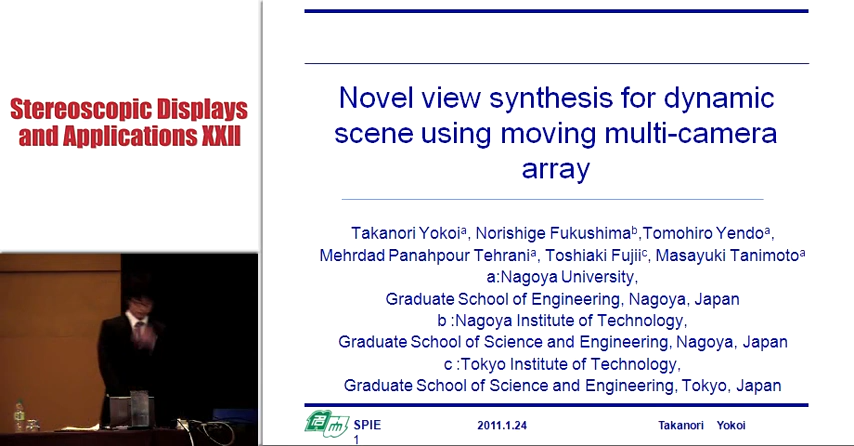 Stereoscopic Displays
and Applications XXII
Novel view synthesis for dynamic
scene using moving multi-camera
array
Takanori Yokoiᵃ, Norishige Fukushimaᵇ,Tomohiro Yendoᵃ,
Mehrdad Panahpour Tehraniᵃ, Toshiaki Fujiiᶜ, Masayuki Tanimotoᵃ
a:Nagoya University,
Graduate School of Engineering, Nagoya, Japan
b :Nagoya Institute of Technology,
Graduate School of Science and Engineering, Nagoya, Japan
c :Tokyo Institute of Technology,
Graduate School of Science and Engineering, Tokyo, Japan
SPIE 2011.1.24 Takanori Yokoi
1